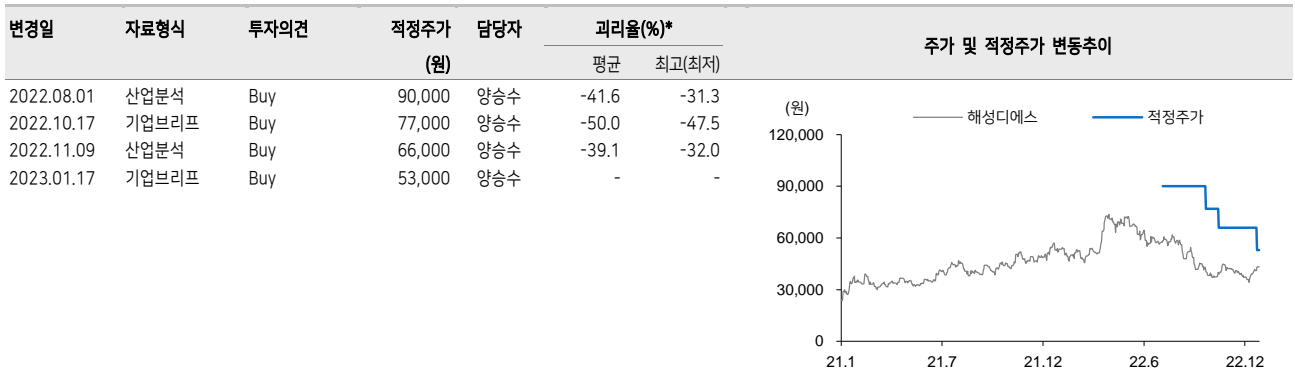 변경일 자료형식 투자의견 적정주가 담당자 괴리율(%)* 주가 및 적정주가 변동추이
(원) 평균 최고(최저)
2022.08.01 산업분석 Buy 90,000 양승수 -41.6 -31.3
2022.10.17 기업브리프 Buy 77,000 양승수 -50.0 -47.5
2022.11.09 산업분석 Buy 66,000 양승수 -39.1 -32.0
2023.01.17 기업브리프 Buy 53,000 양승수 - -
(원) 해성디에스 적정주가
120,000
90,000
60,000
30,000
0
21.1 21.7 21.12 22.6 22.12